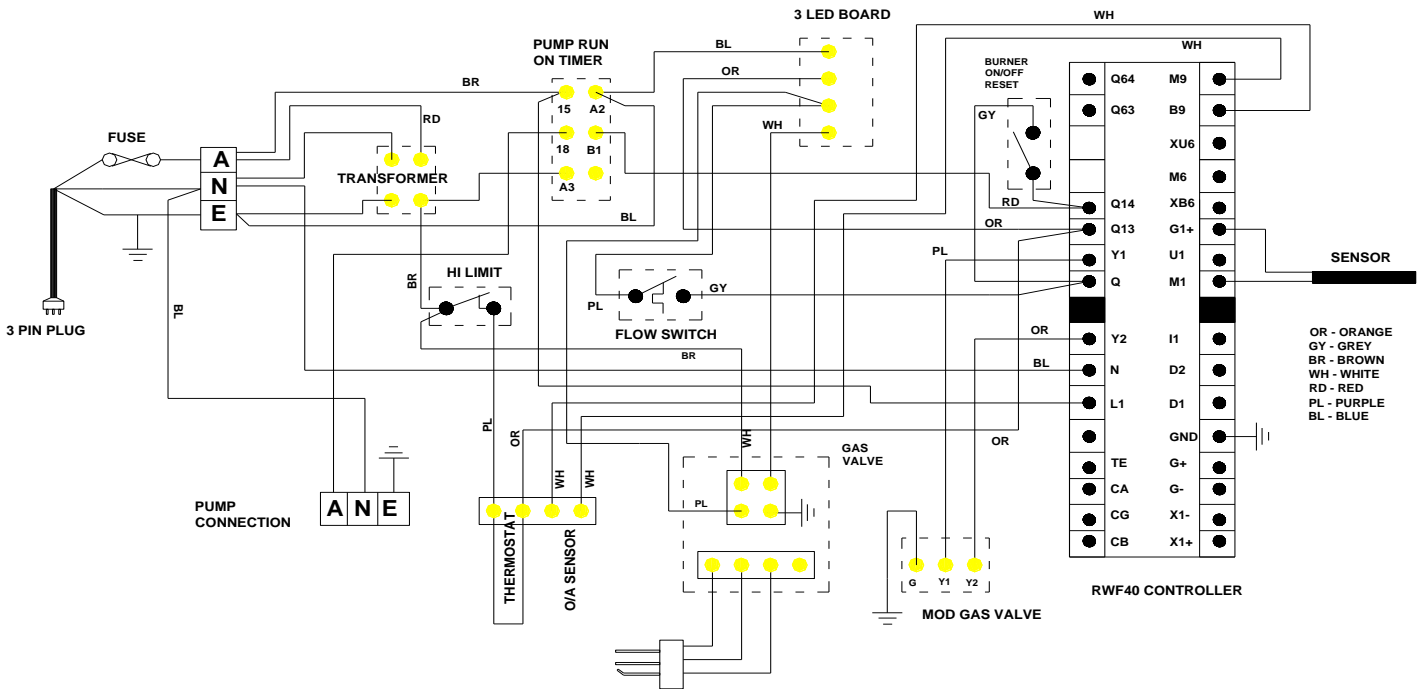 3 LED BOARD
WH
WH
PUMP RUN
ON TIMER
BL
OR
BR
BURNER
ON/OFF
RESET
Q64
M9
Q63
B9
15
A2
RD
FUSE
GY
WH
XU6
18
B1
A
TRANSFORMER
N
A3
M6
E
BL
RD
Q14
XB6
OR
Q13
G1+
PL
Y1
U1
SENSOR
HI LIMIT
BR
GY
Q
M1
PL
BL
3 PIN PLUG
FLOW SWITCH
OR
Y2
I1
BR
BL
N
D2
L1
D1
OR - ORANGE
GY - GREY
BR - BROWN
WH - WHITE
RD - RED
PL - PURPLE
BL - BLUE
PL
OR
WH
OR
GND
GAS
VALVE
TE
G+
WH
WH
CA
G-
PUMP
CONNECTION
A N E
PL
CG
X1-
CB
X1+
THERMOSTAT
O/A SENSOR
G
Y1
Y2
RWF40 CONTROLLER
MOD GAS VALVE